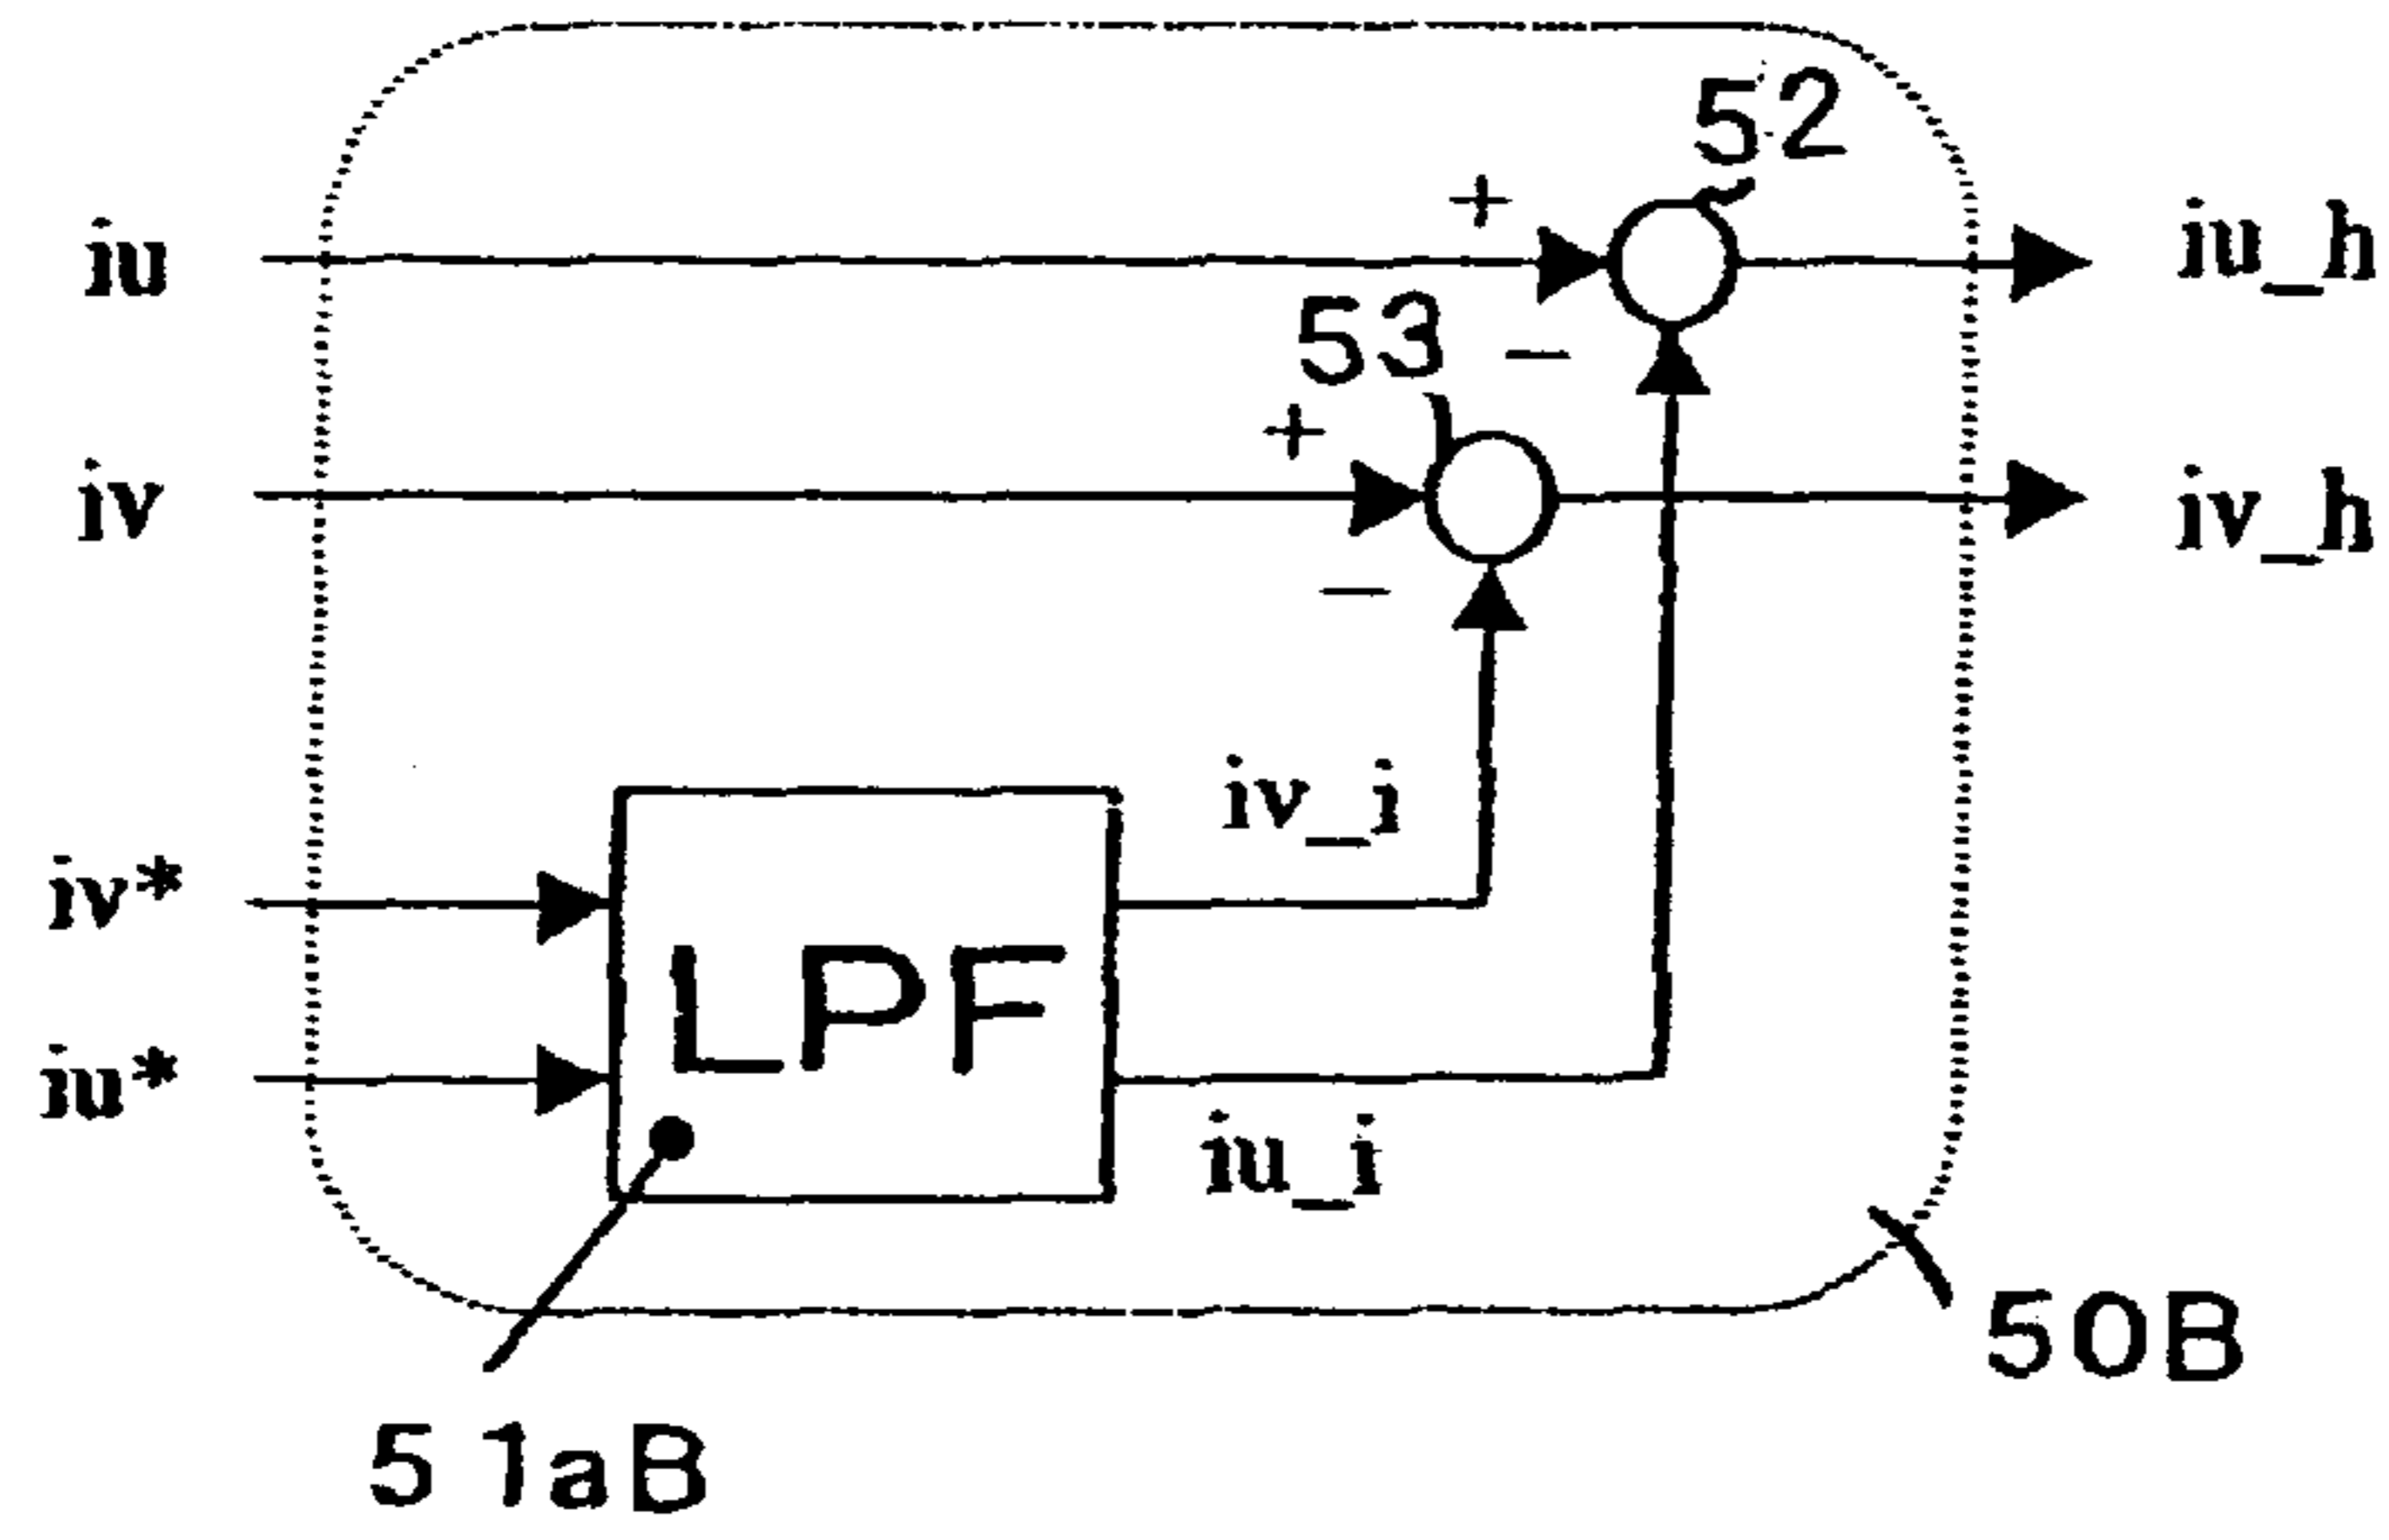 52
+
iu
iu_h
53
−
+
iv
iv_h
−
iv_i
iv*
LPF
iu*
iu_i
50B
51aB